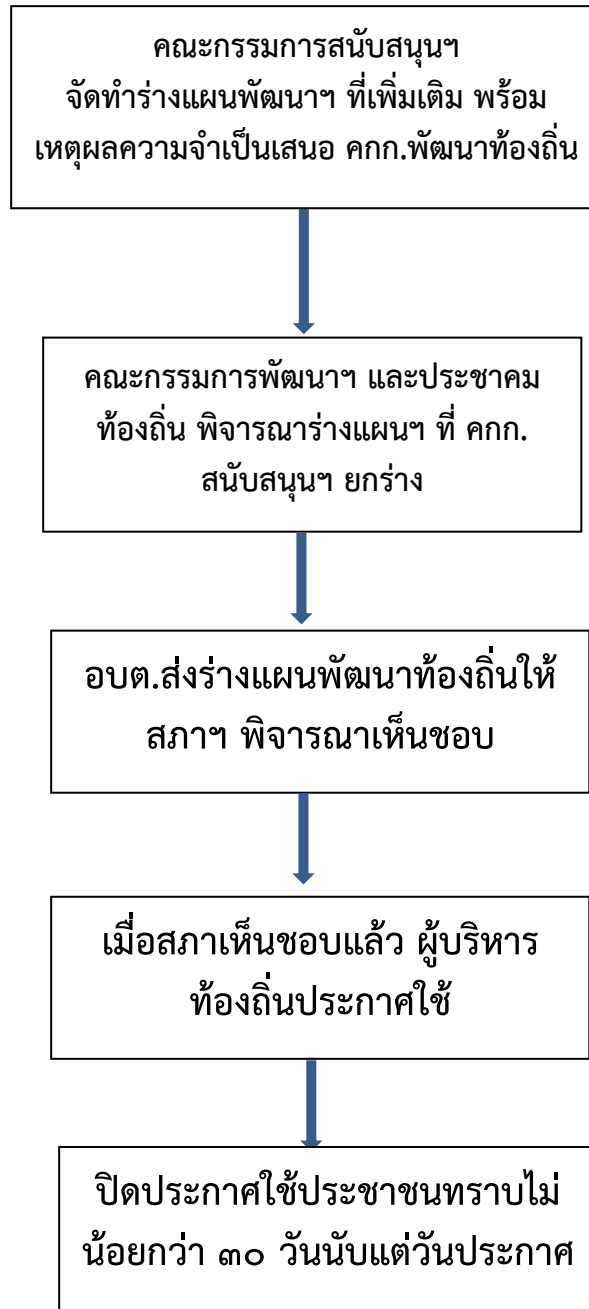 คณะกรรมการสนับสนุนฯ
จัดทำร่างแผนพัฒนาฯ ที่เพิ่มเติม พร้อม
เหตุผลความจำเป็นเสนอ คกก.พัฒนาท้องถิ่น
คณะกรรมการพัฒนาฯ และประชาคม
ท้องถิ่น พิจารณาร่างแผนฯ ที่ คกก.
สนับสนุนฯ ยกร่าง
อบต.ส่งร่างแผนพัฒนาท้องถิ่นให้
สภาฯ พิจารณาเห็นชอบ
เมื่อสภาเห็นชอบแล้ว ผู้บริหาร
ท้องถิ่นประกาศใช้
ปิดประกาศใช้ประชาชนทราบไม่
น้อยกว่า ๓๐ วันนับแต่วันประกาศ